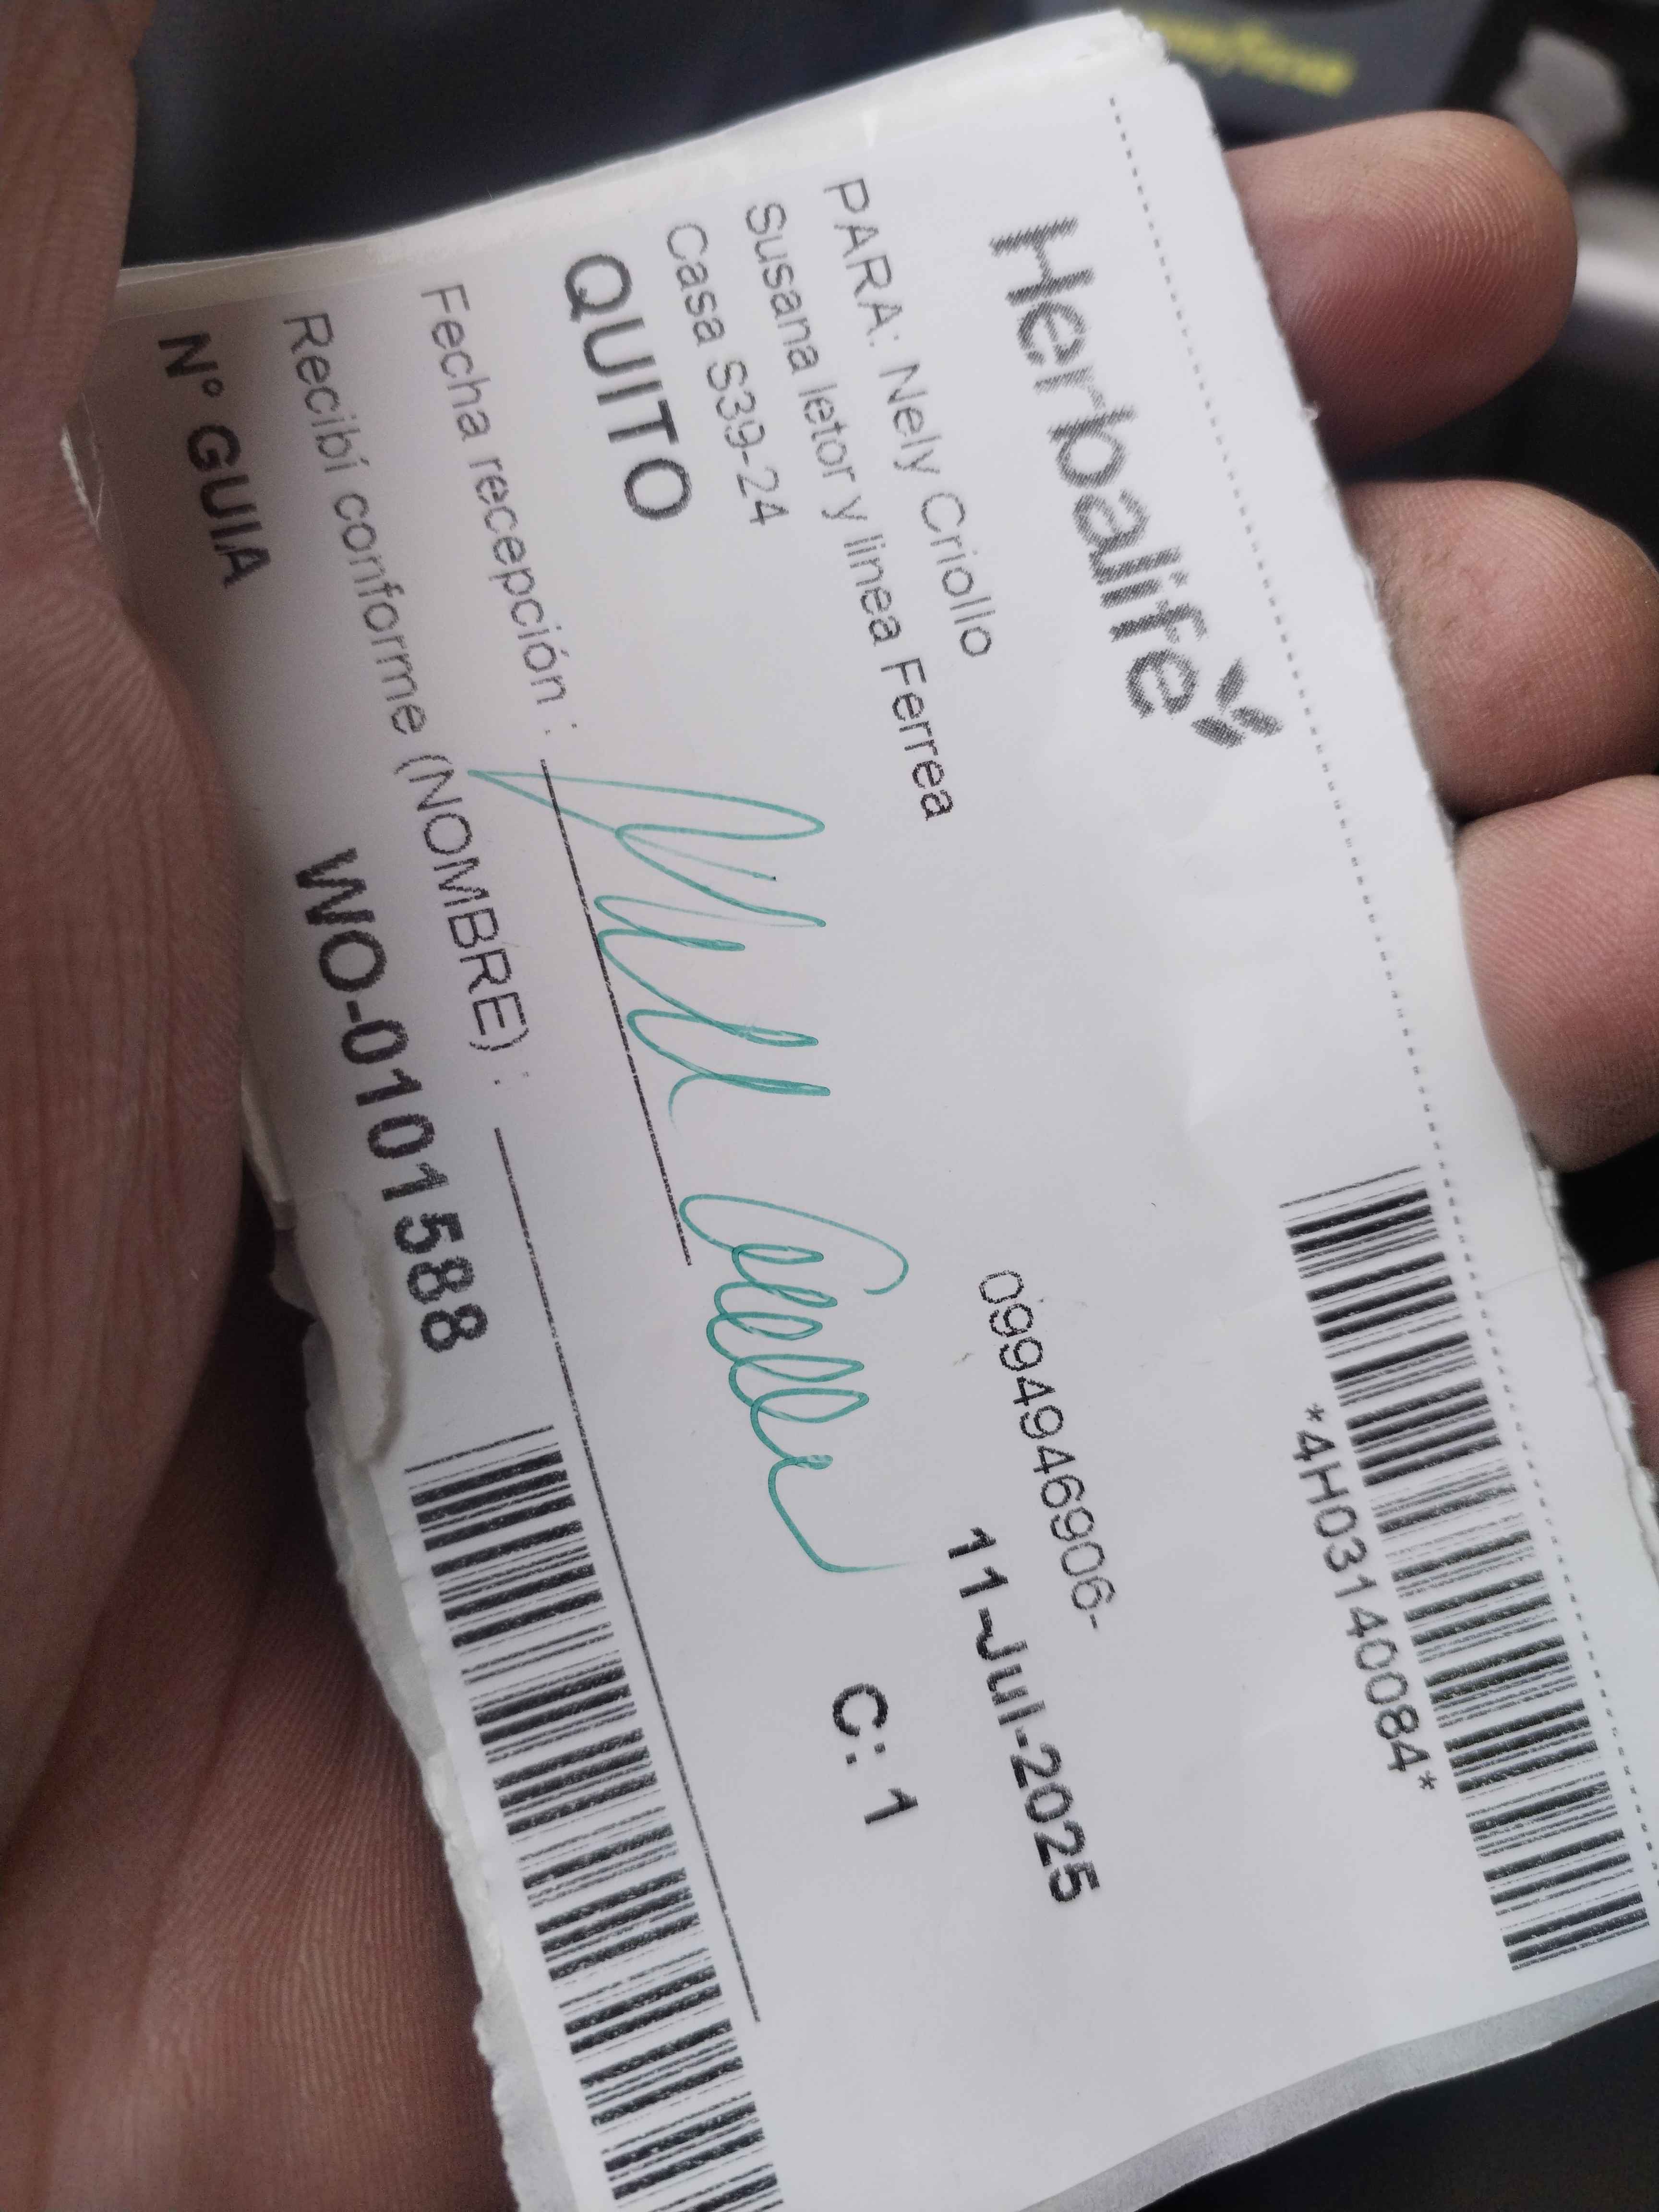 Herbalife
*4H03140084*
PARA: Nely Criollo
0994946906-
Susana letor y linea Ferrea
11-Jul-2025
Casa S39-24
QUITO
C: 1
Fecha recepción :
Recibí conforme (NOMBRE) :
N° GUIA
WO-0101588